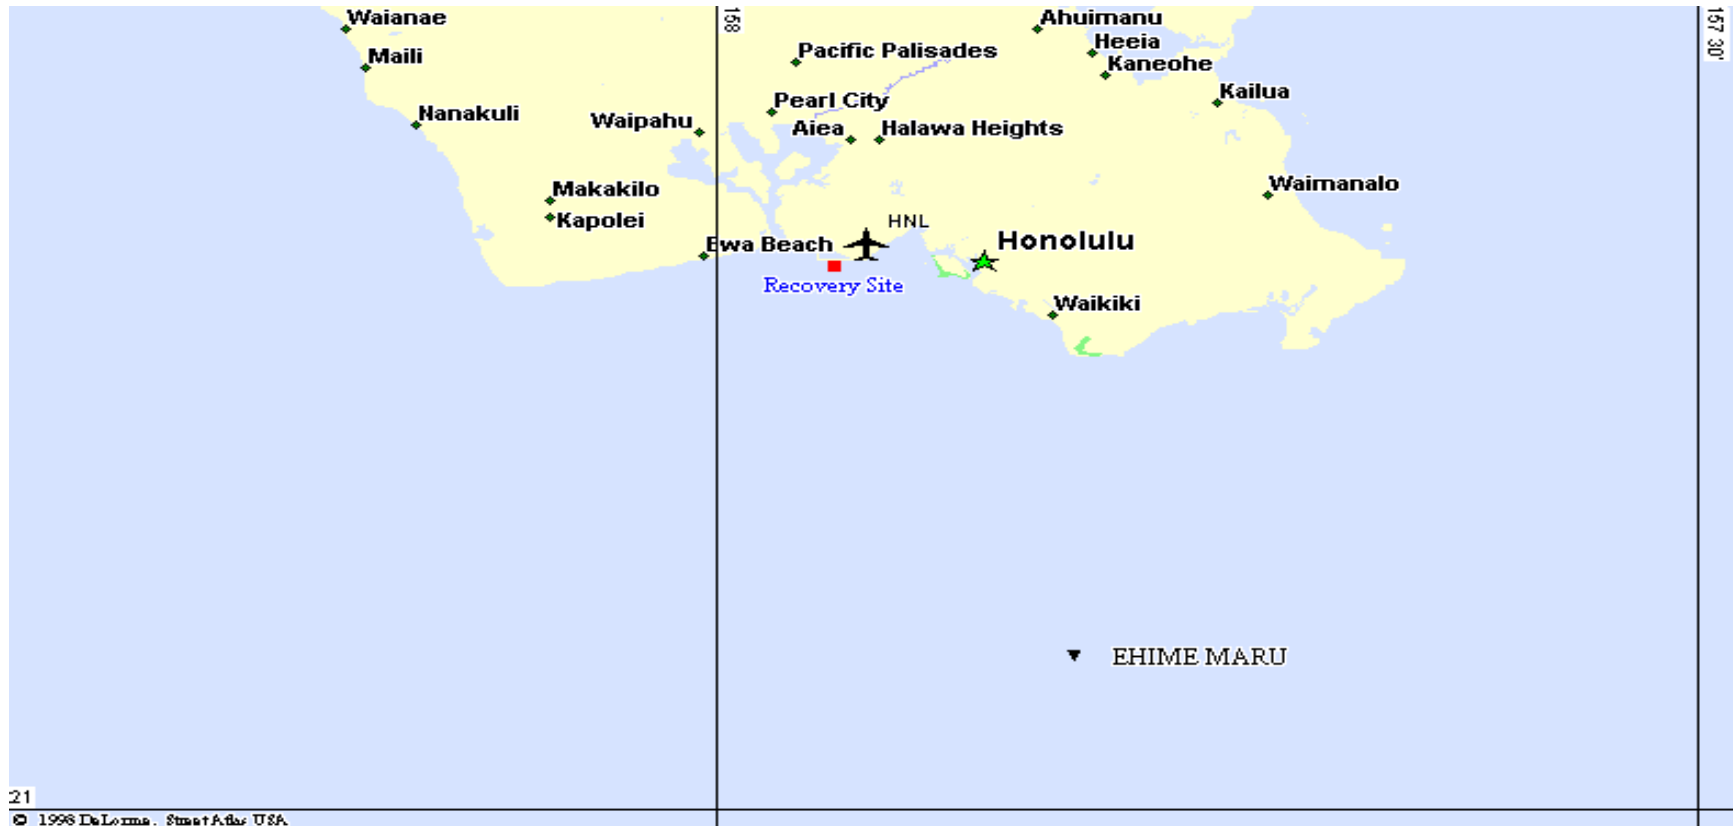 Waianae
158
Ahuimanu
157 30'
Heeia
Maili
Pacific Palisades
Kaneohe
Kailua
Pearl City
Nanakuli
Waipahu
Aiea
Halawa Heights
Makakilo
Waimanalo
Kapolei
HNL
Ewa Beach
Honolulu
Recovery Site
Waikiki
EHIME MARU
21
© 1998 DeLorme. Street Atlas USA